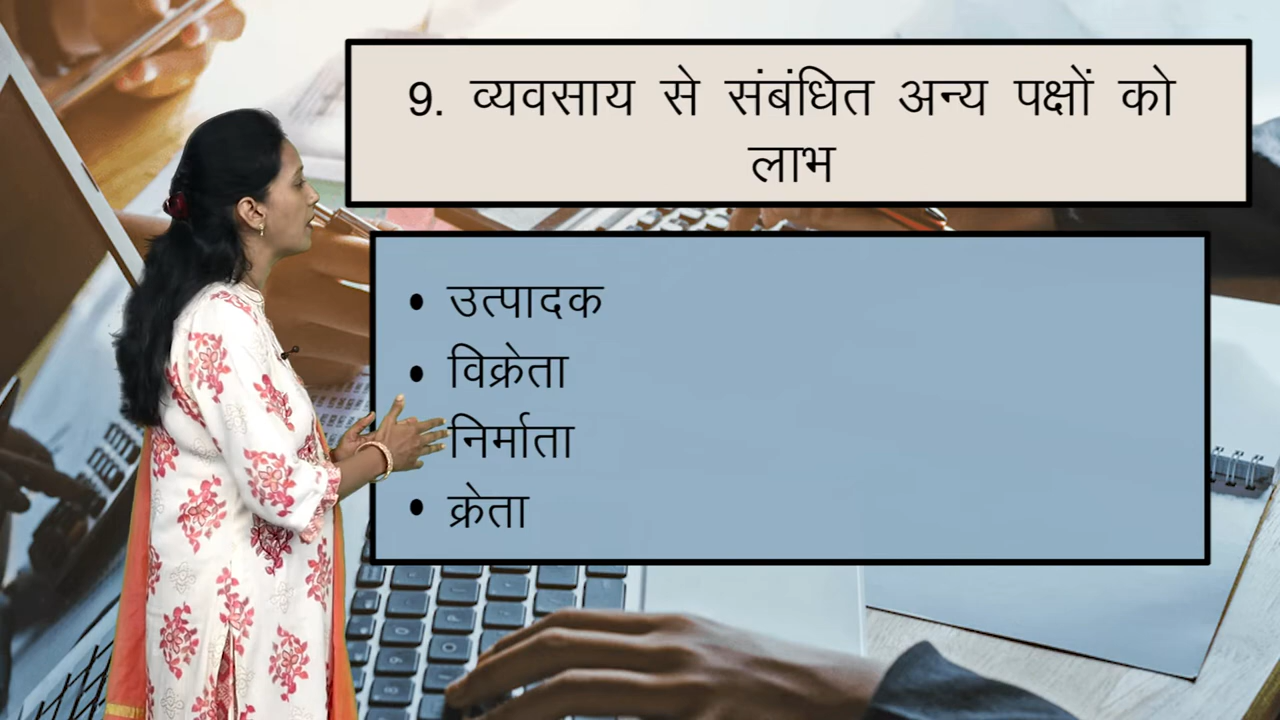 9. व्यवसाय से संबंधित अन्य पक्षों को
लाभ
• उत्पादक
• विक्रेता
निर्माता
• क्रेता